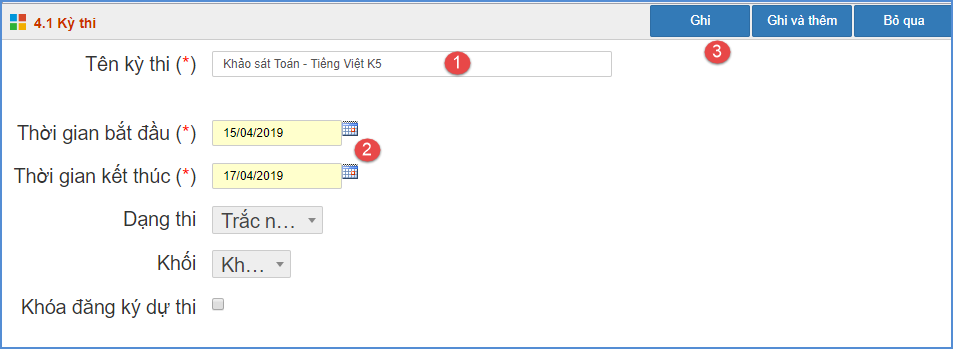 4.1 Kỳ thi
Ghi
Ghi và thêm
Bỏ qua
3
Tên kỳ thi (*)
Khảo sát Toán - Tiếng Việt K5
1
Thời gian bắt đầu (*)
15/04/2019
2
Thời gian kết thúc (*)
17/04/2019
Dạng thi
Trắc n...
Khối
Kh...
Khóa đăng ký dự thi